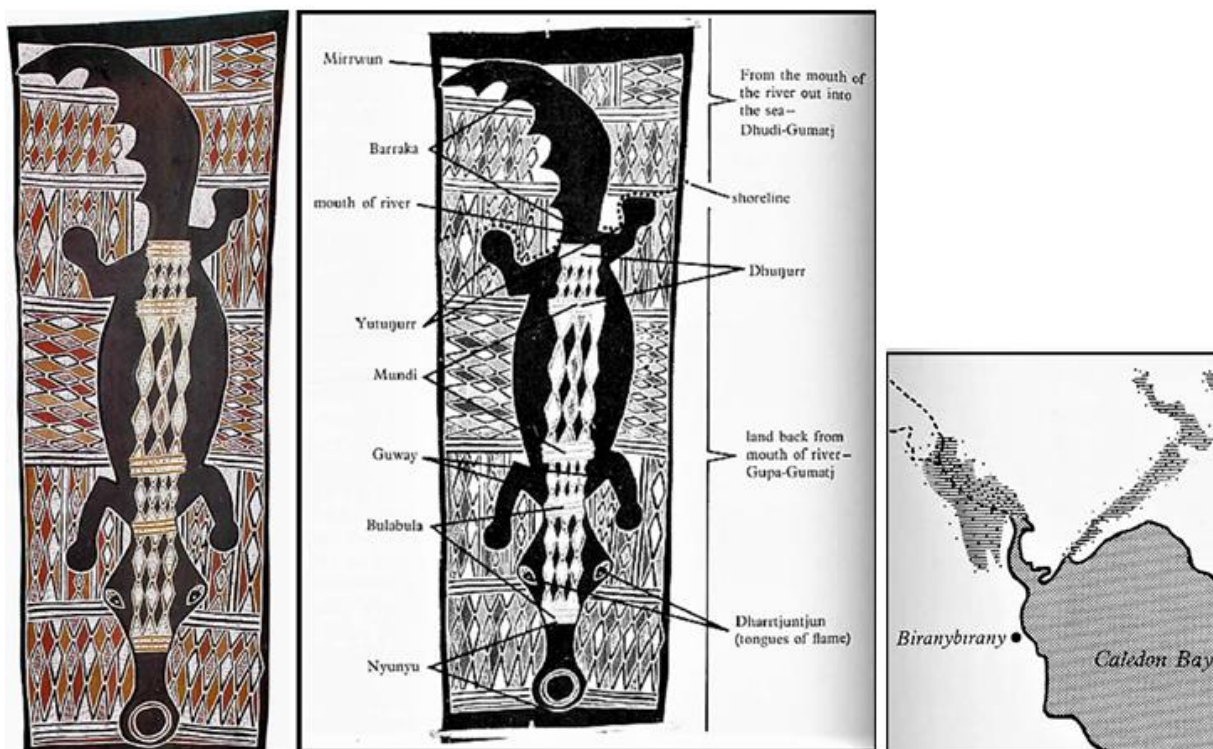 Mirrwun
From the mouth of
the river out into
the sea—
Dhudi-Gumatj
Barraka
mouth of river
shoreline
Dhuŋurr
Yutuŋurr
Mundi
Guway
land back from
mouth of river—
Gupa-Gumatj
Bulabula
Dharrtjuntjun
(tongues of flame)
Nyunyu
Biranybirany
Caledon Bay